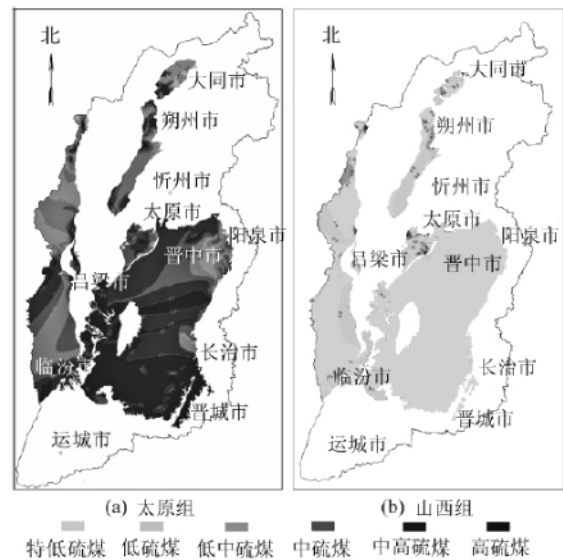 北
大同市
朔州市
忻州市
太原市
阳泉市
晋中市
吕梁市
长治市
临汾市
晋城市
运城市
(a) 太原组
北
大同市
朔州市
忻州市
太原市
阳泉市
吕梁市
晋中市
长治市
临汾市
晋城市
运城市
(b) 山西组
特低硫煤 低硫煤 低中硫煤 中硫煤 中高硫煤 高硫煤